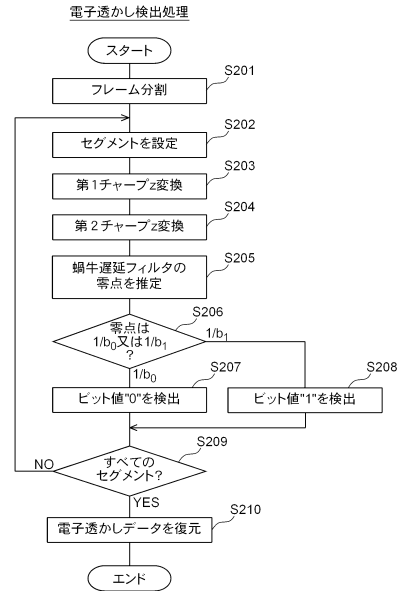 電子透かし検出処理
スタート
S201
フレーム分割
S202
セグメントを設定
S203
第1チャープz変換
S204
第2チャープz変換
S205
蝸牛遅延フィルタの
零点を推定
S206
零点は
1/b0又は1/b1
?
1/b1
1/b0
S207
ビット値"0"を検出
S208
ビット値"1"を検出
S209
すべての
セグメント?
NO
YES
S210
電子透かしデータを復元
エンド